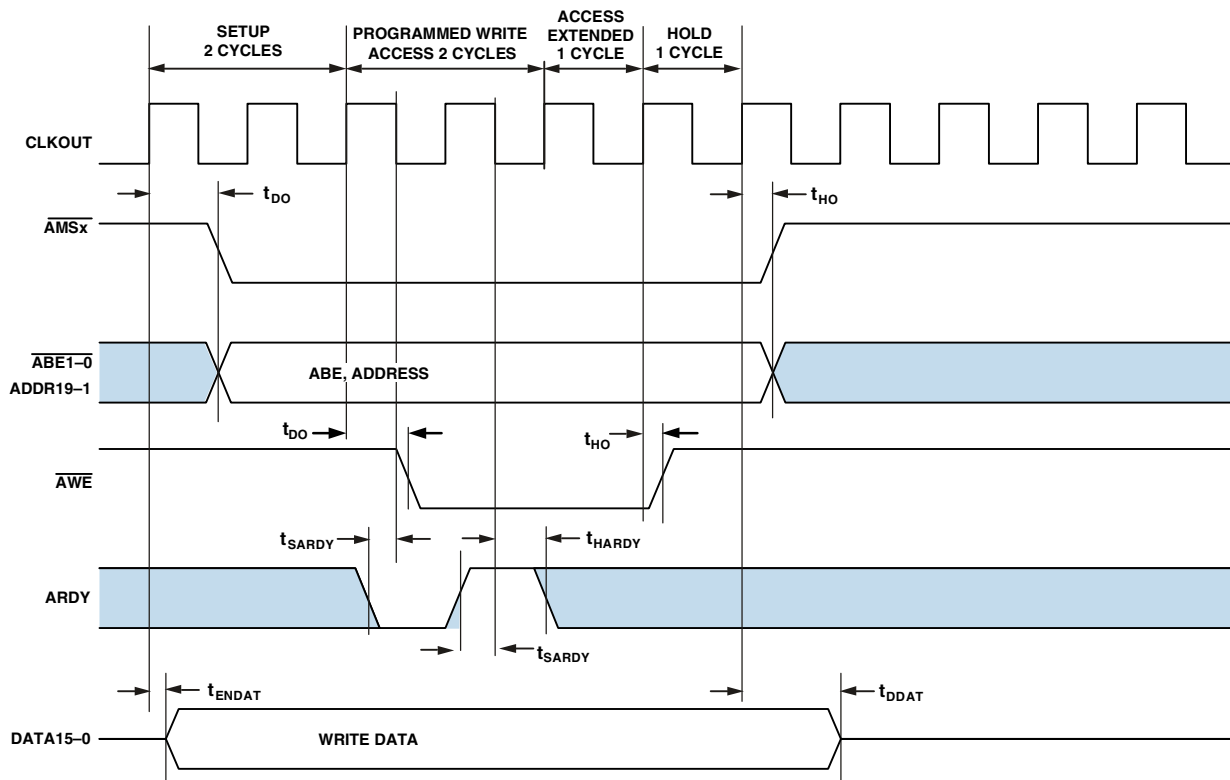 SETUP
2 CYCLES
PROGRAMMED WRITE
ACCESS 2 CYCLES
ACCESS
EXTENDED
1 CYCLE
HOLD
1 CYCLE
CLKOUT
tDO
tHO
AMSx
ABE1–0
ADDR19–1
ABE, ADDRESS
tDO
tHO
AWE
tSARDY
tHARDY
ARDY
tSARDY
tENDAT
tDDAT
DATA15–0
WRITE DATA